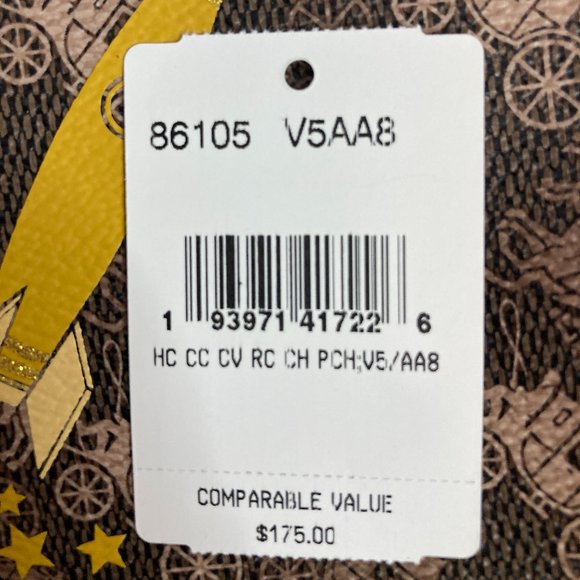 86105 V5AA8
1 93971 41722 6
HC CC CV RC CH PCH;V5/AA8
COMPARABLE VALUE
$175.00